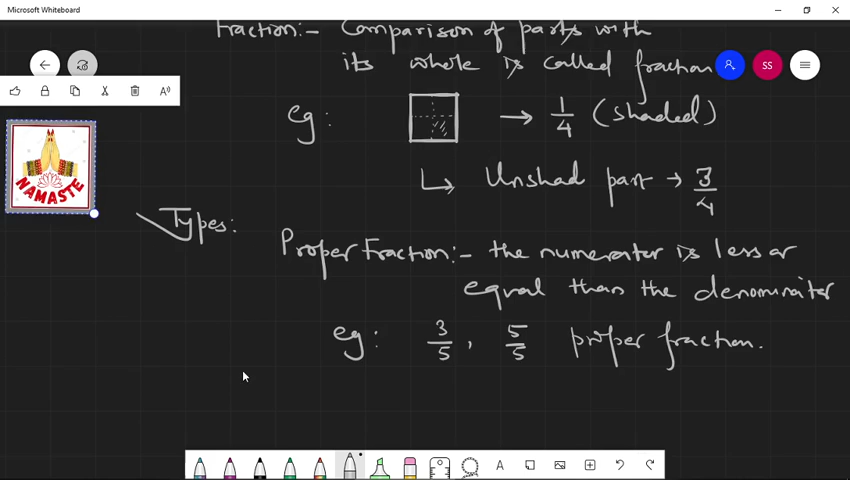 Microsoft Whiteboard
Fraction:- Comparison of parts with
its whole is called fraction
SS
eg: → 1/4 (shaded)
NAMASTE
↳ Unshad part → 3/4
Types:
Proper Fraction:- the numerator is less or
equal than the denominator
eg: 3/5, 5/5 proper fraction.
A